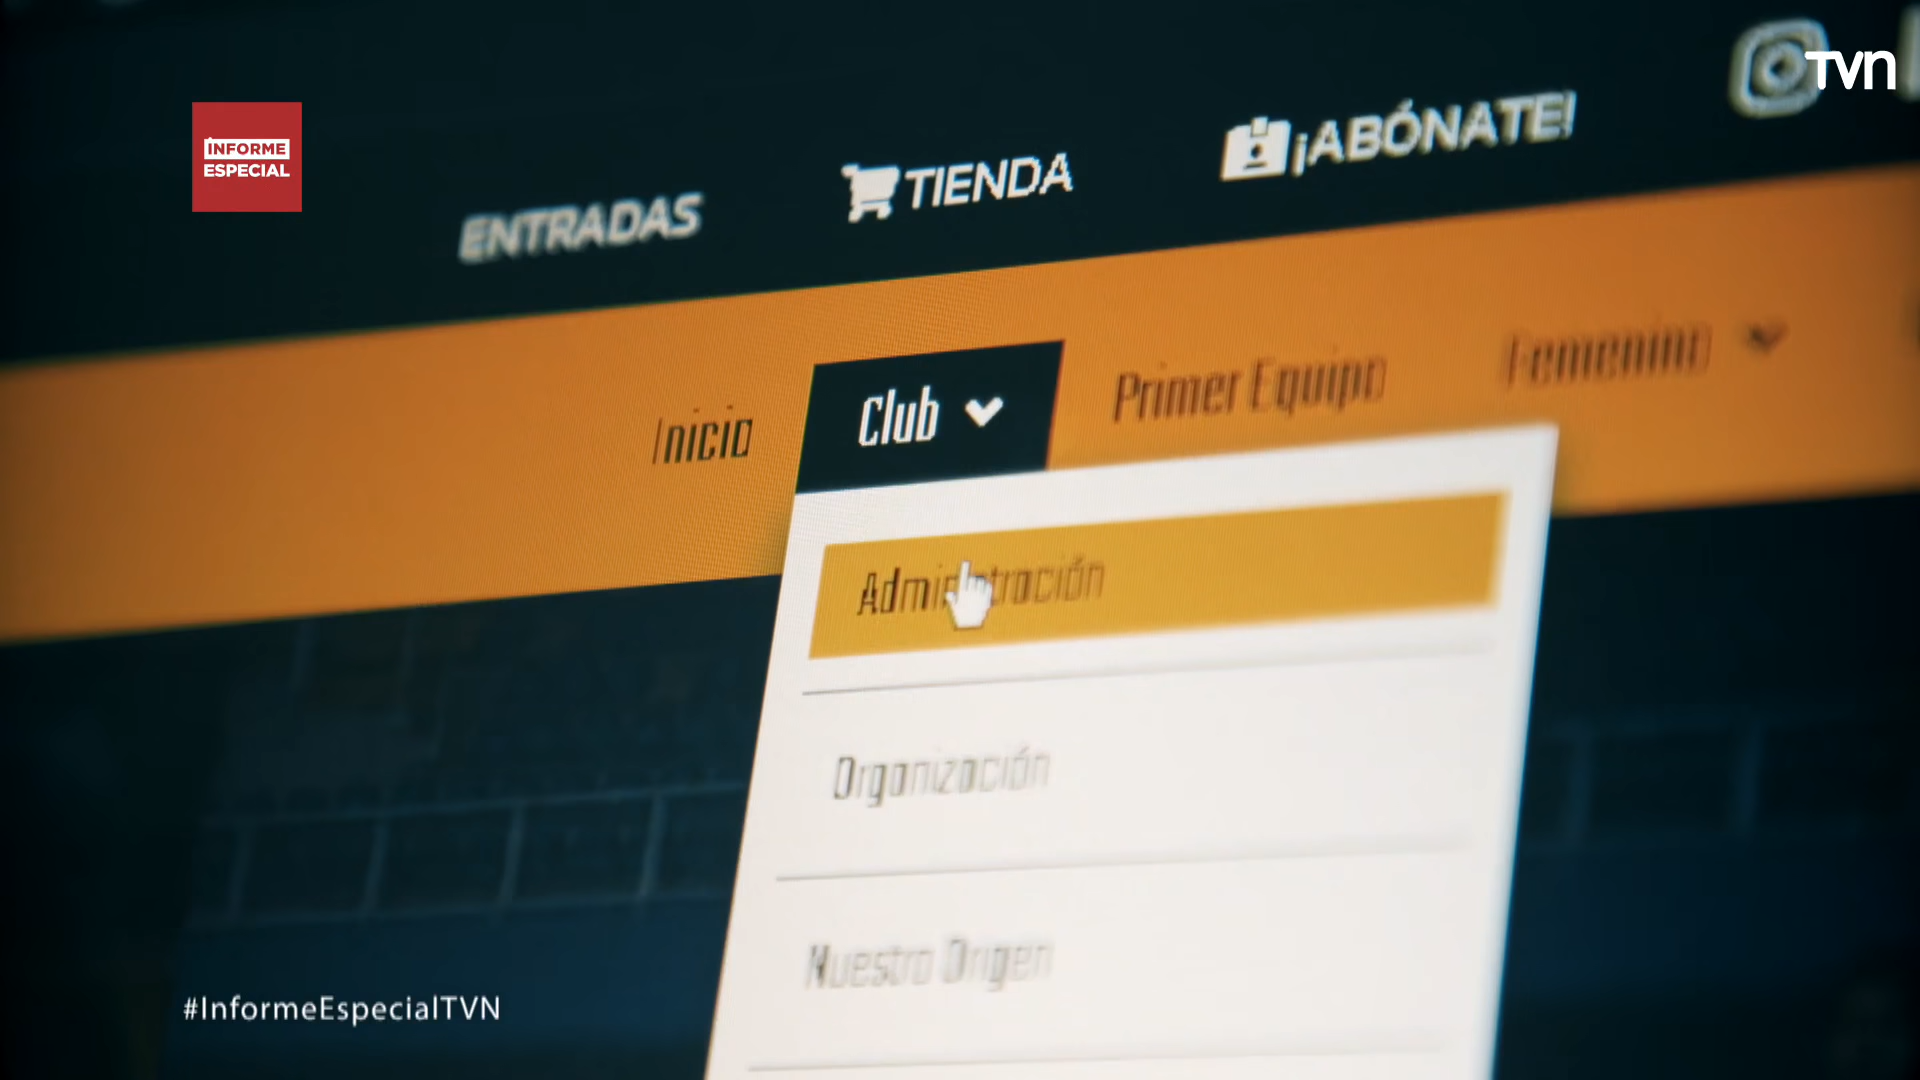 TVN
INFORME
ESPECIAL
ENTRADAS
TIENDA
¡ABÓNATE!
Inicio
Club
Primer Equipo
Femenino
Administración
Organización
Nuestro Origen
#InformeEspecialTVN